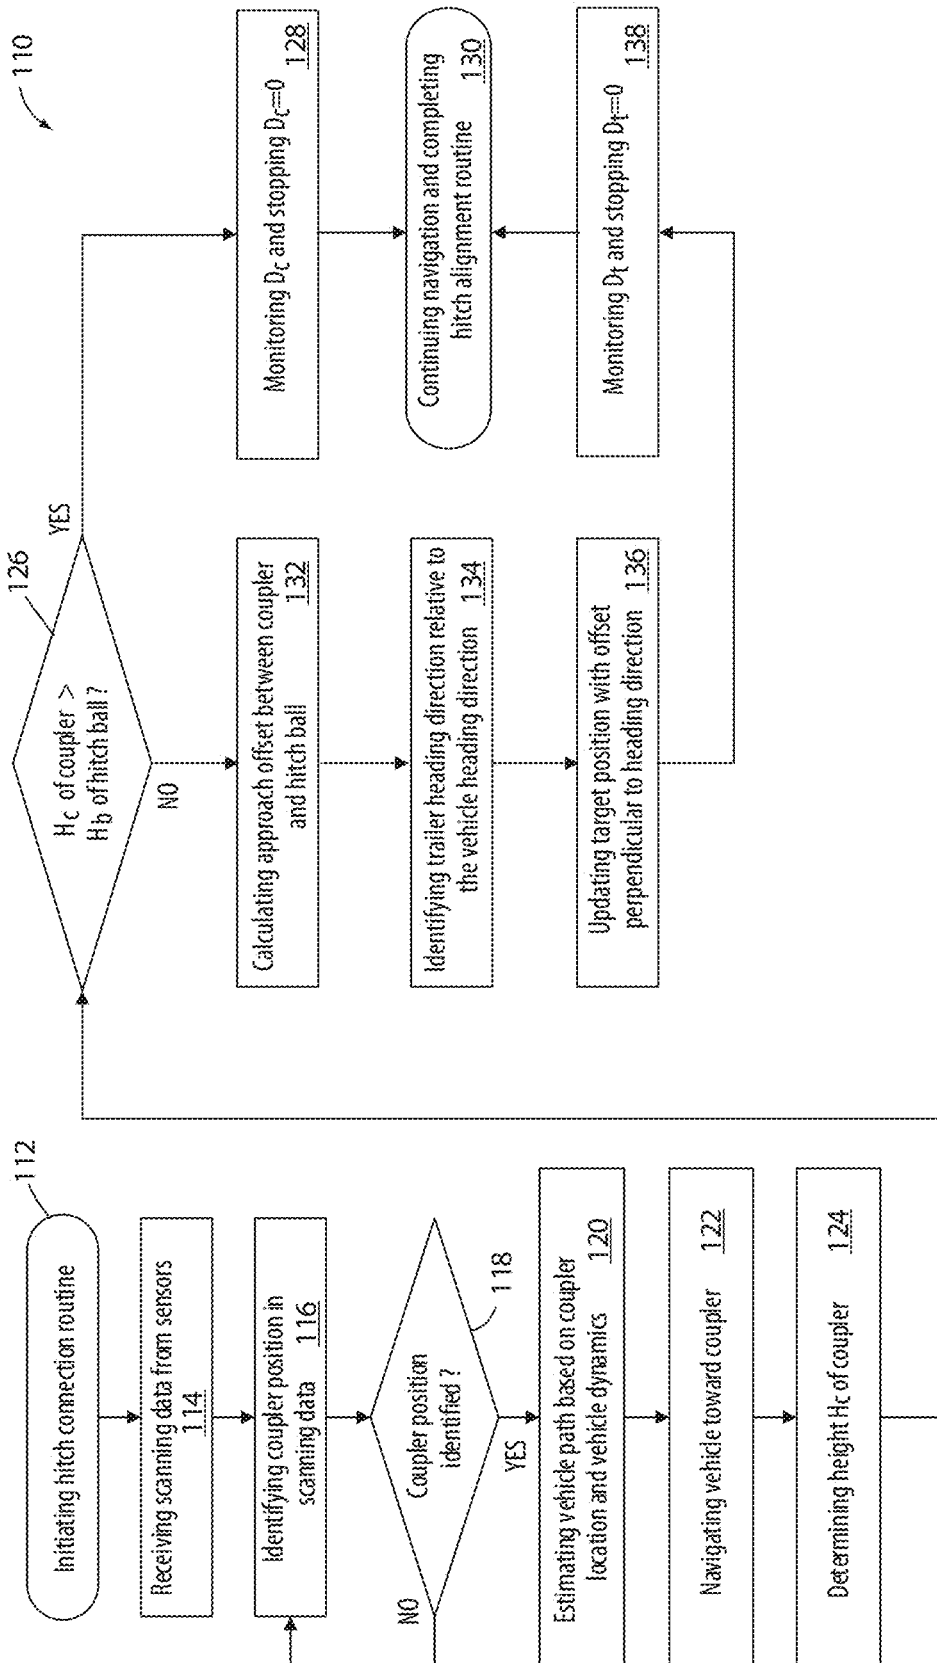 110
112
Initiating hitch connection routine
Receiving scanning data from sensors
114
Identifying coupler position in
scanning data 116
Coupler position
Identified ?
118
NO
YES
Estimating vehicle path based on coupler
location and vehicle dynamics 120
Navigating vehicle toward coupler 122
Determining height Hc of coupler 124
126
Hc of coupler >
Hb of hitch ball ?
YES
NO
Monitoring Dc and stopping Dc=0 128
Continuing navigation and completing
hitch alignment routine 130
Calculating approach offset between coupler
and hitch ball 132
Identifying trailer heading direction relative to
the vehicle heading direction 134
Updating target position with offset
perpendicular to heading direction 136
Monitoring Dt and stopping Dt=0 138